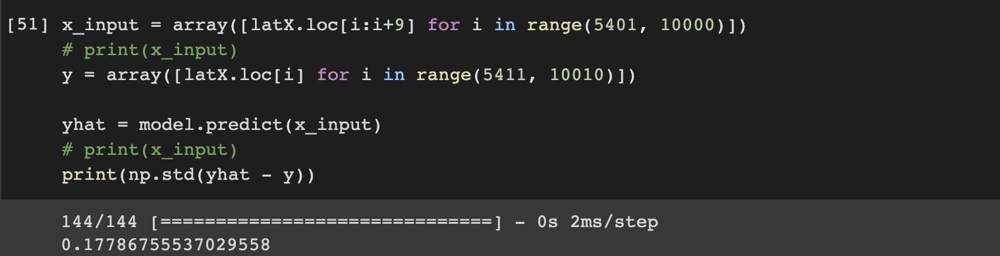 [51] x_input = array([latX.loc[i:i+9] for i in range(5401, 10000)])
# print(x_input)
y = array([latX.loc[i] for i in range(5411, 10010)])
yhat = model.predict(x_input)
# print(x_input)
print(np.std(yhat - y))
144/144 [==============================] - 0s 2ms/step
0.17786755537029558